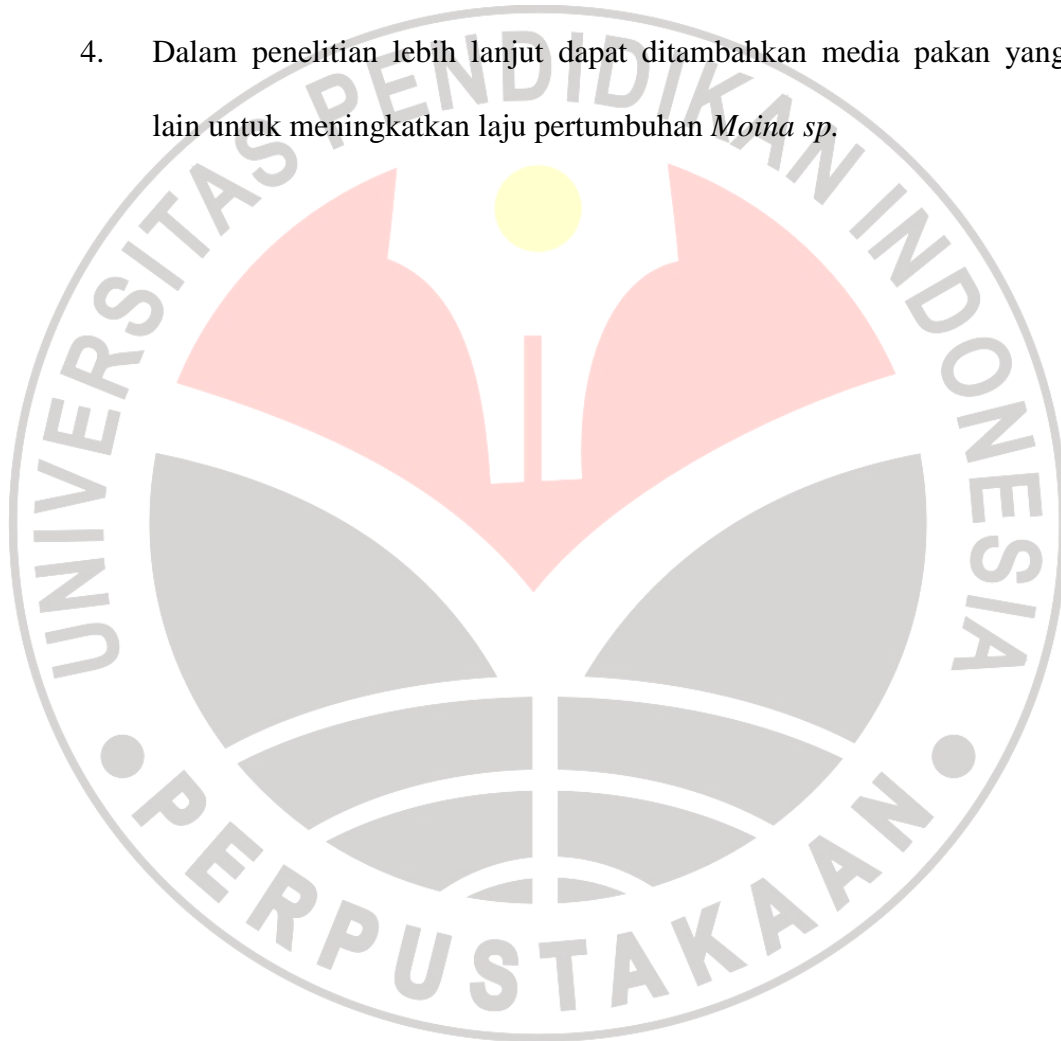 4. Dalam penelitian lebih lanjut dapat ditambahkan media pakan yang
lain untuk meningkatkan laju pertumbuhan Moina sp.
UNIVERSITAS PENDIDIKAN INDONESIA
PERPUSTAKAAN